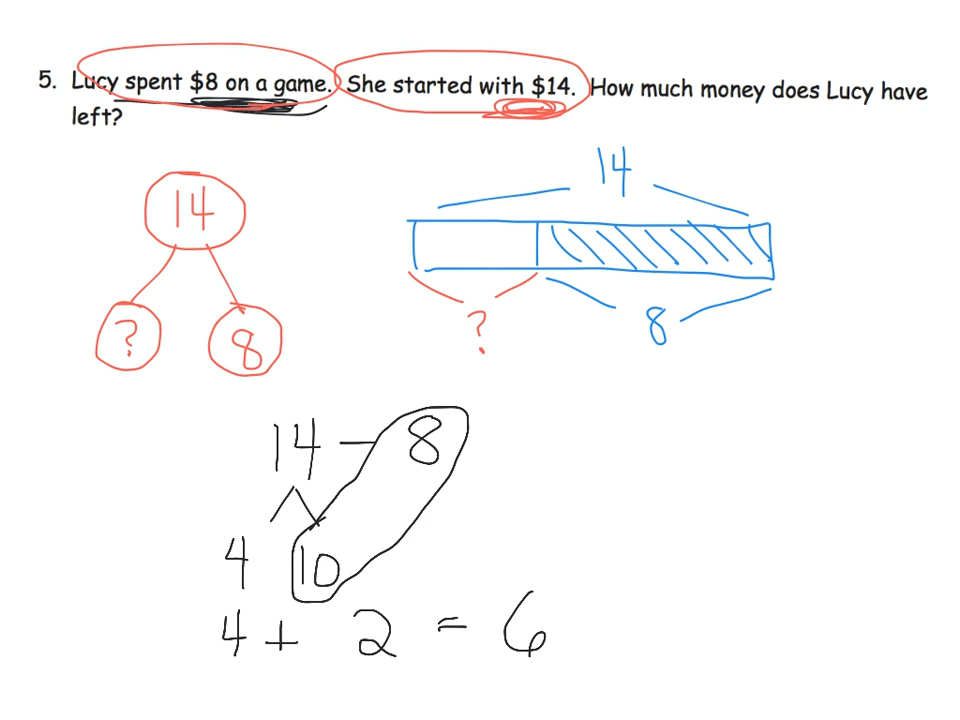 5. Lucy spent $8 on a game. She started with $14. How much money does Lucy have
left?
14
14
? 8
? 8
14 - 8
4 10
4 + 2 = 6